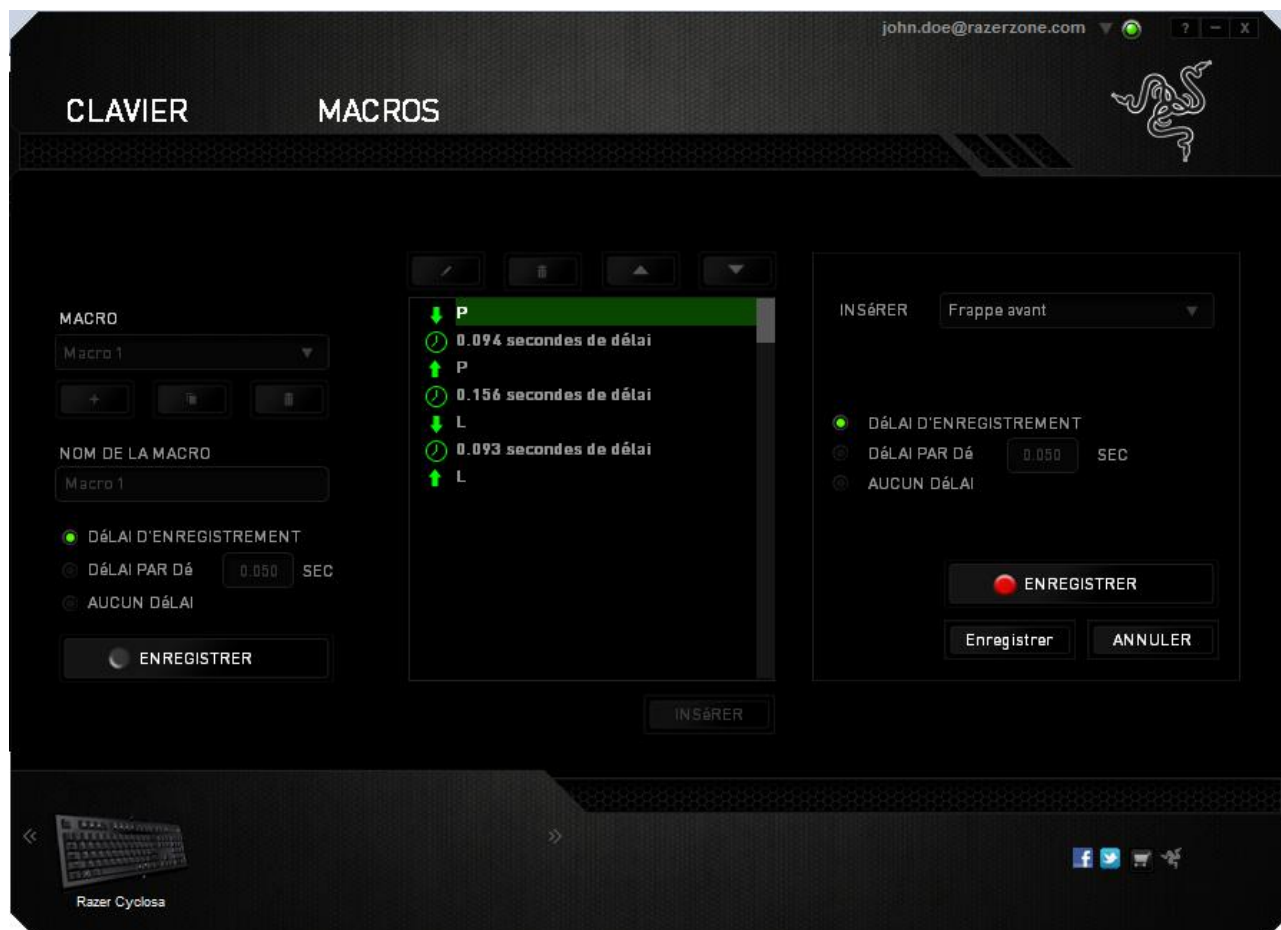 john.doe@razerzone.com
? – X
CLAVIER MACROS
MACRO
Macro 1
NOM DE LA MACRO
Macro 1
DéLAI D'ENREGISTREMENT
DéLAI PAR Dé 0.050 SEC
AUCUN DéLAI
ENREGISTRER
P
0.094 secondes de délai
P
0.156 secondes de délai
L
0.093 secondes de délai
L
INSéRER
INSéRER Frappe avant
DéLAI D'ENREGISTREMENT
DéLAI PAR Dé 0.050 SEC
AUCUN DéLAI
ENREGISTRER
Enregistrer ANNULER
Razer Cyclosa